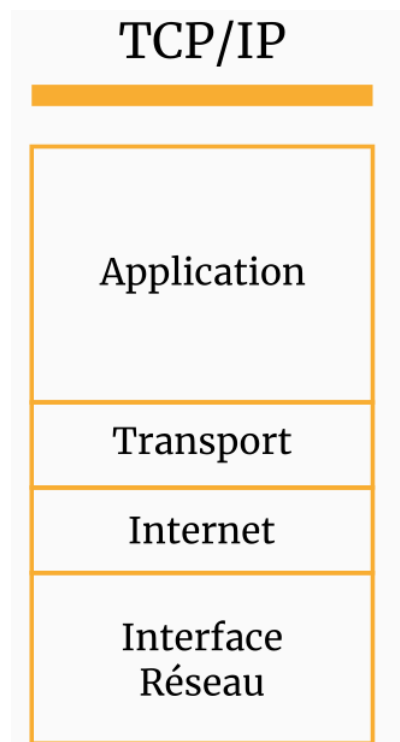 TCP/IP
Application
Transport
Internet
Interface
Réseau